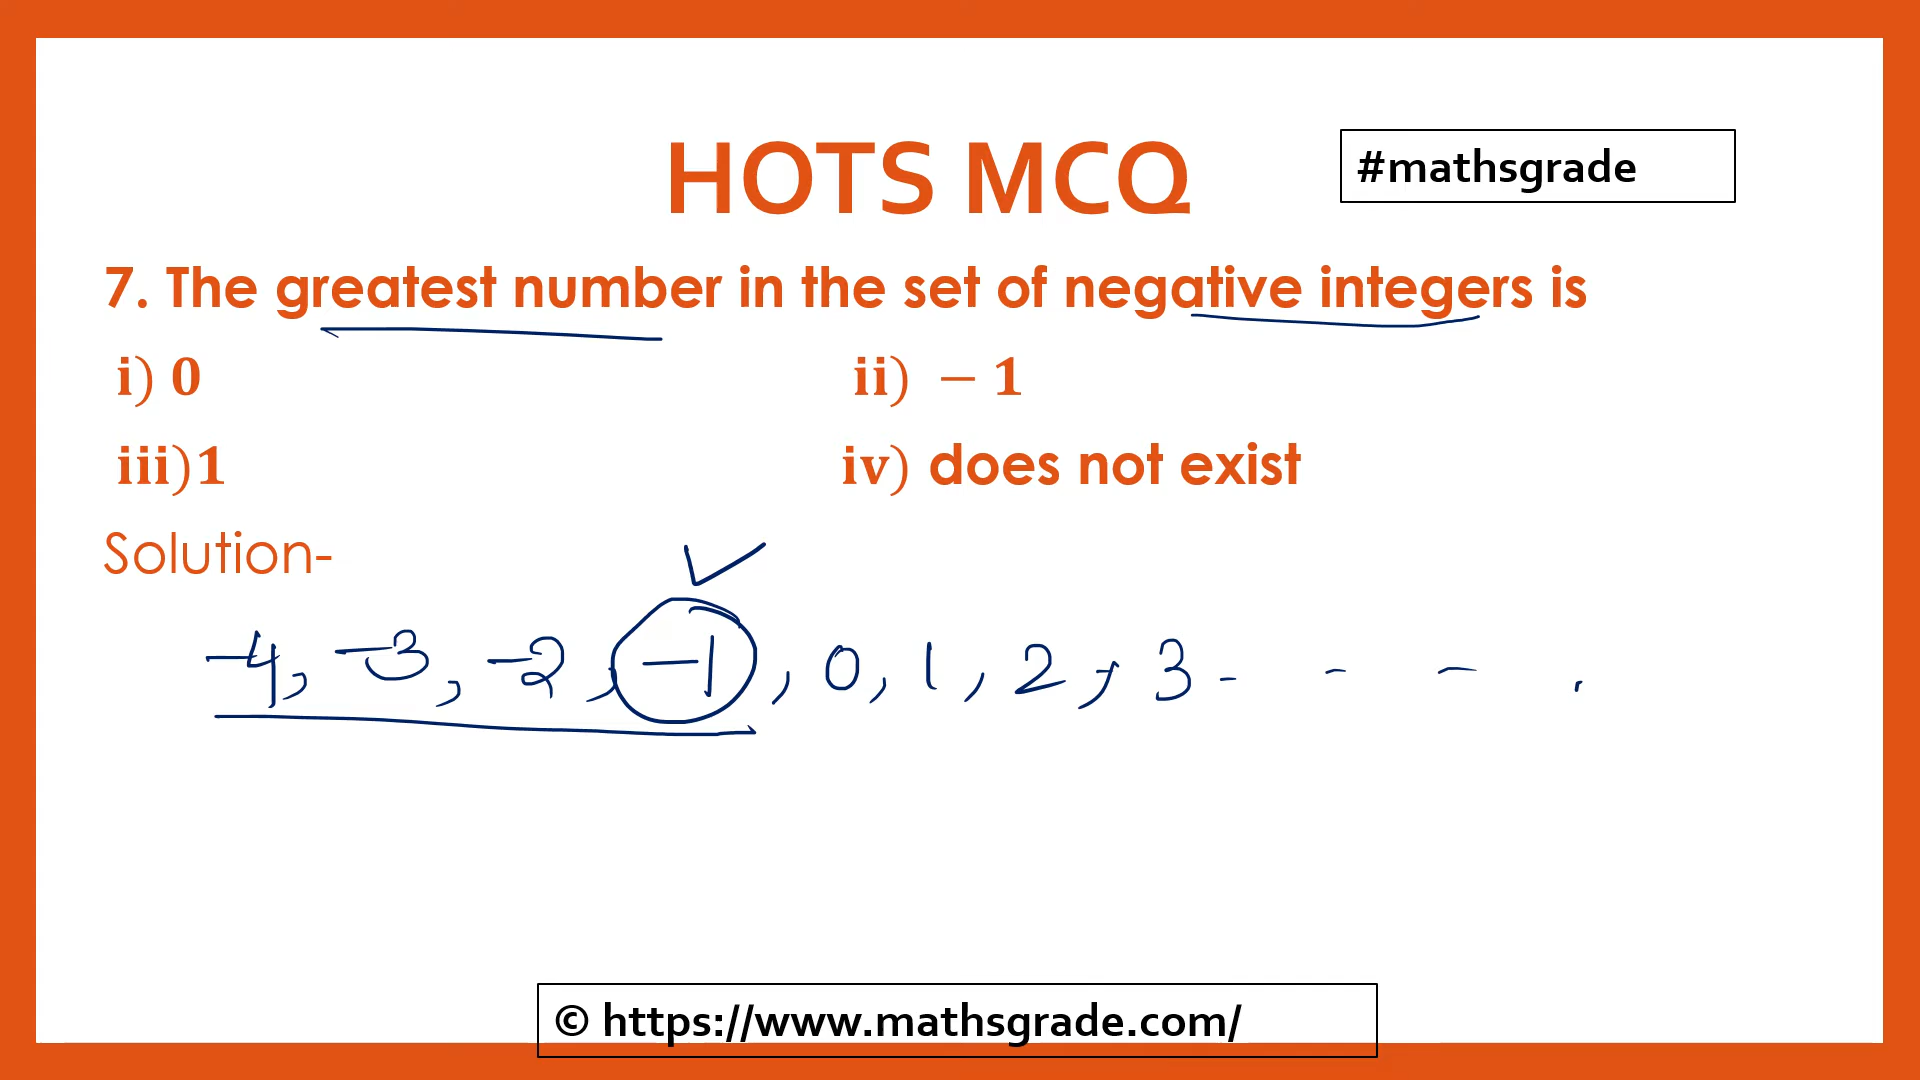 HOTS MCQ
#mathsgrade
7. The greatest number in the set of negative integers is
i) 0
ii) − 1
iii)1
iv) does not exist
Solution-
-4, -3, -2, -1, 0, 1, 2, 3 - - - .
© https://www.mathsgrade.com/